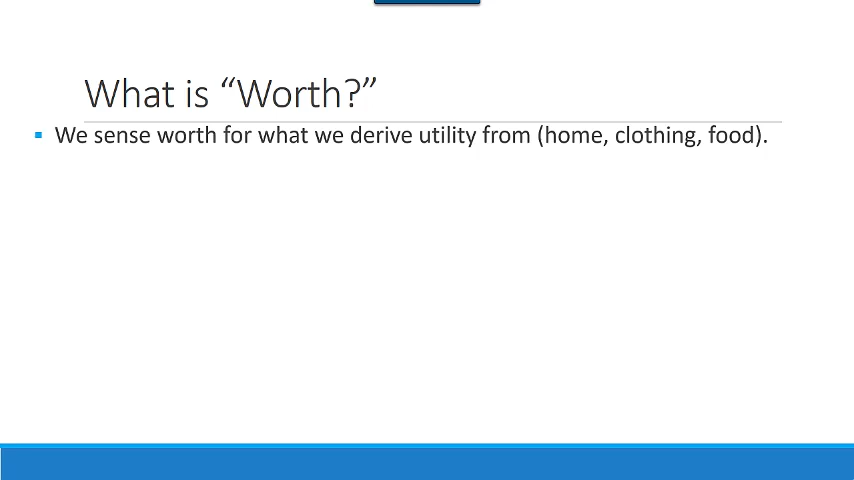 What is “Worth?”
▪ We sense worth for what we derive utility from (home, clothing, food).